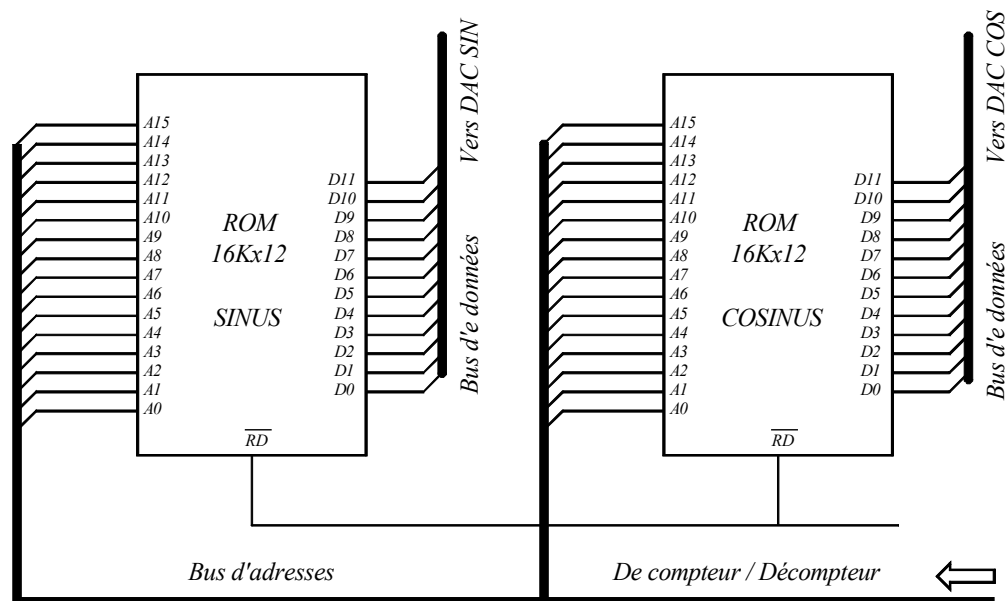 A15
A14
A13
A12
A11
A10
A9
A8
A7
A6
A5
A4
A3
A2
A1
A0
ROM
16Kx12
SINUS
D11
D10
D9
D8
D7
D6
D5
D4
D3
D2
D1
D0
RD
Vers DAC SIN
Bus d'e données
A15
A14
A13
A12
A11
A10
A9
A8
A7
A6
A5
A4
A3
A2
A1
A0
ROM
16Kx12
COSINUS
D11
D10
D9
D8
D7
D6
D5
D4
D3
D2
D1
D0
RD
Vers DAC COS
Bus d'e données
Bus d'adresses
De compteur / Décompteur